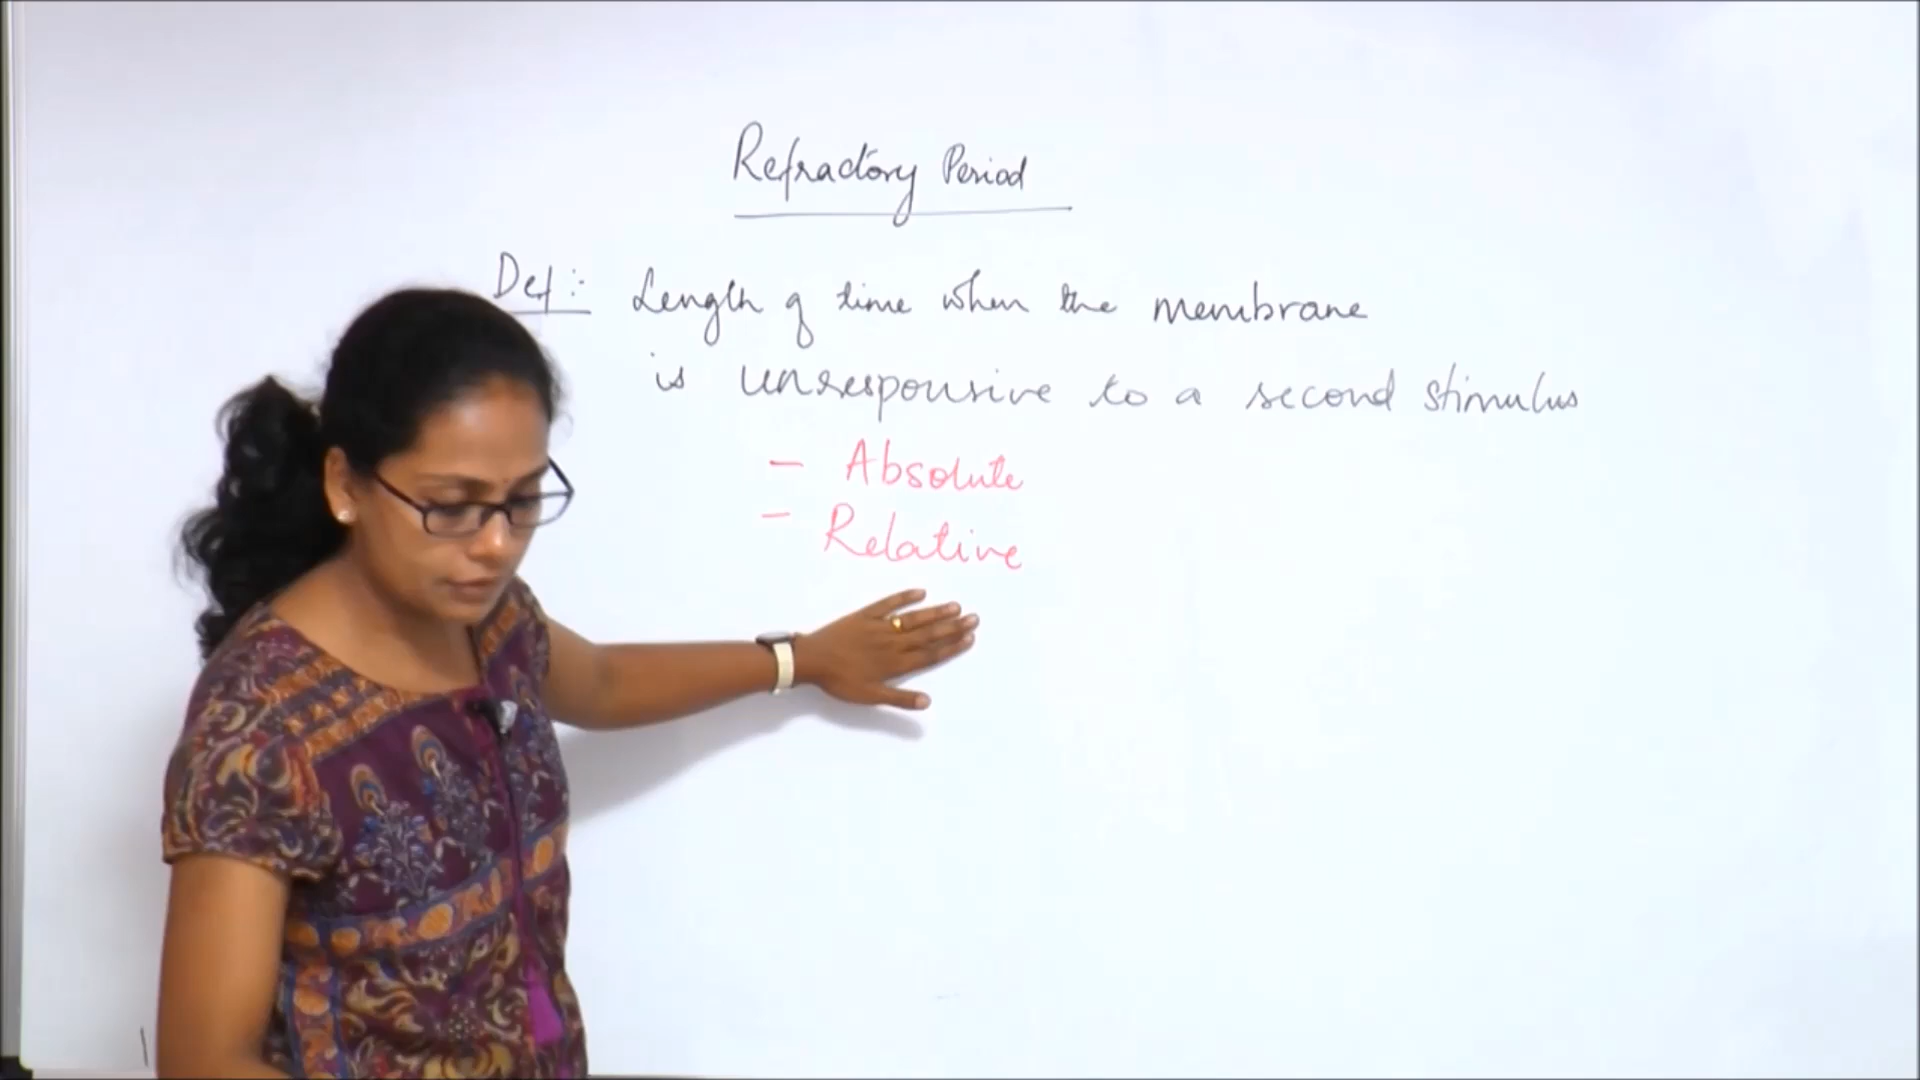 Refractory Period
Def :- Length of time when the membrane
is unresponsive to a second stimulus
- Absolute
- Relative